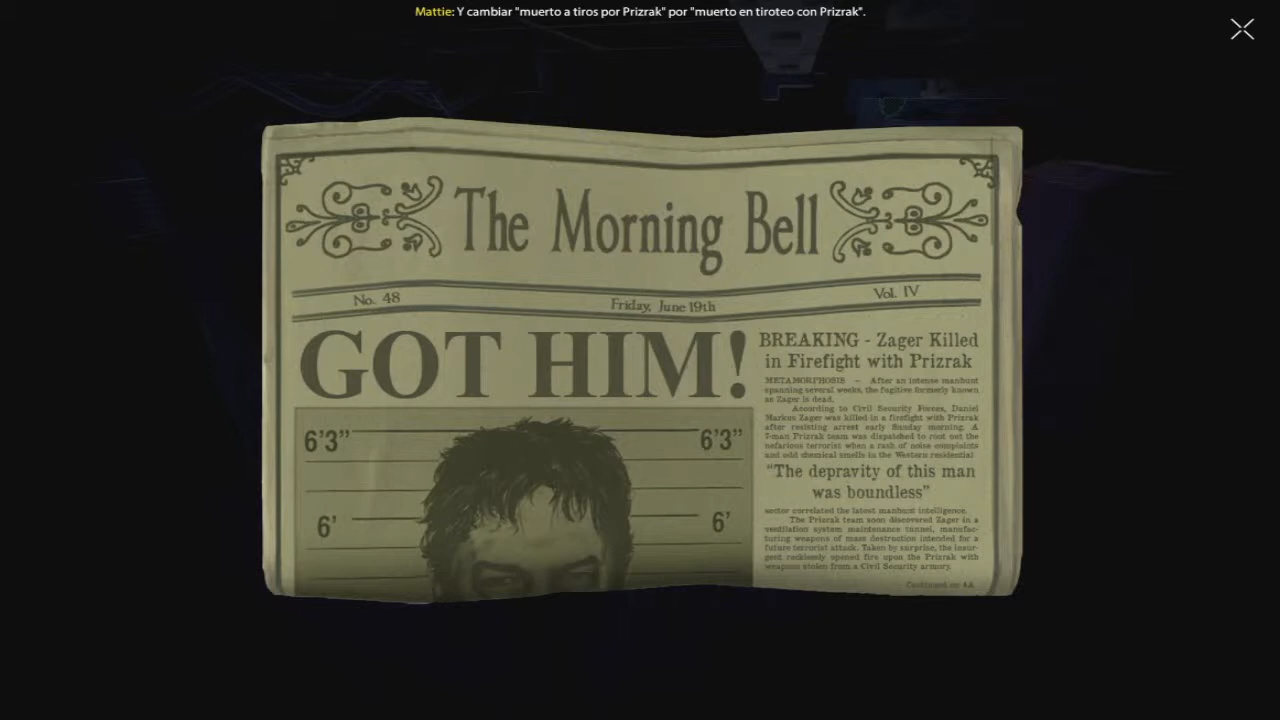 Mattie: Y cambiar "muerto a tiros por Prizrak" por "muerto en tiroteo con Prizrak".
The Morning Bell
No. 48
Friday, June 19th
Vol. IV
GOT HIM!
BREAKING - Zager Killed
in Firefight with Prizrak
METAMORPHOSIS – After an intense manhunt
spanning several weeks, the fugitive formerly known
as Zager is dead.
According to Civil Security Forces, Daniel
Markus Zager was killed in a firefight with Prizrak
after resisting arrest early Sunday morning. A
7-man Prizrak team was dispatched to root out the
nefarious terrorist when a rash of noise complaints
and odd chemical smells in the Western residential
"The depravity of this man
was boundless"
sector correlated the latest manhunt intelligence.
The Prizrak team soon discovered Zager in a
ventilation system maintenance tunnel, manufac-
turing weapons of mass destruction intended for a
future terrorist attack. Taken by surprise, the insur-
gent recklessly opened fire upon the Prizrak with
weapons stolen from a Civil Security armory.
Continued on 4A
6'3" 6'3"
6' 6'